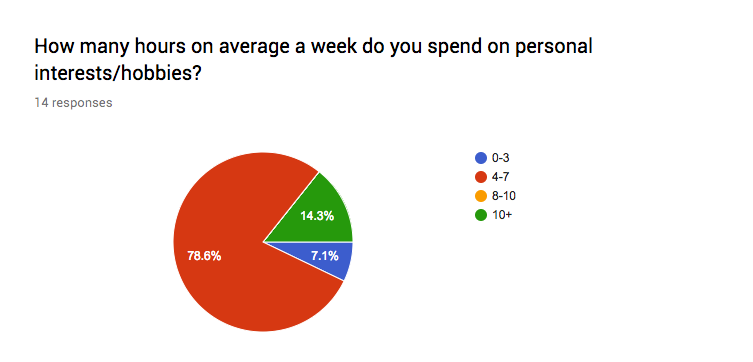 How many hours on average a week do you spend on personal
interests/hobbies?
14 responses
0-3
4-7
8-10
10+
14.3%
78.6%
7.1%